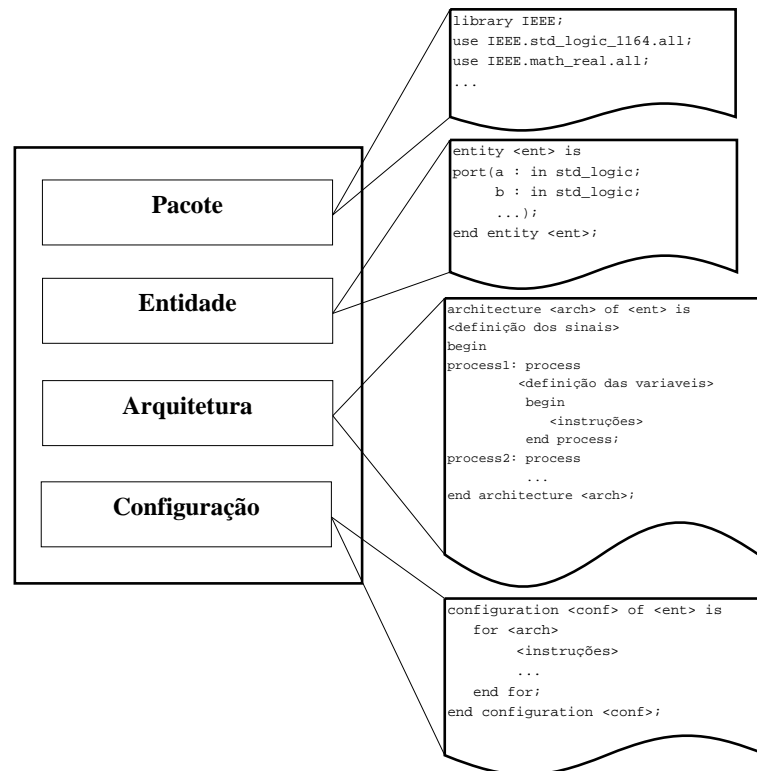 library IEEE;
use IEEE.std_logic_1164.all;
use IEEE.math_real.all;
...
Pacote
entity <ent> is
port(a : in std_logic;
b : in std_logic;
...);
end entity <ent>;
Entidade
architecture <arch> of <ent> is
<definição dos sinais>
begin
process1: process
<definição das variaveis>
begin
<instruções>
end process;
process2: process
...
end architecture <arch>;
Arquitetura
Configuração
configuration <conf> of <ent> is
for <arch>
<instruções>
...
end for;
end configuration <conf>;